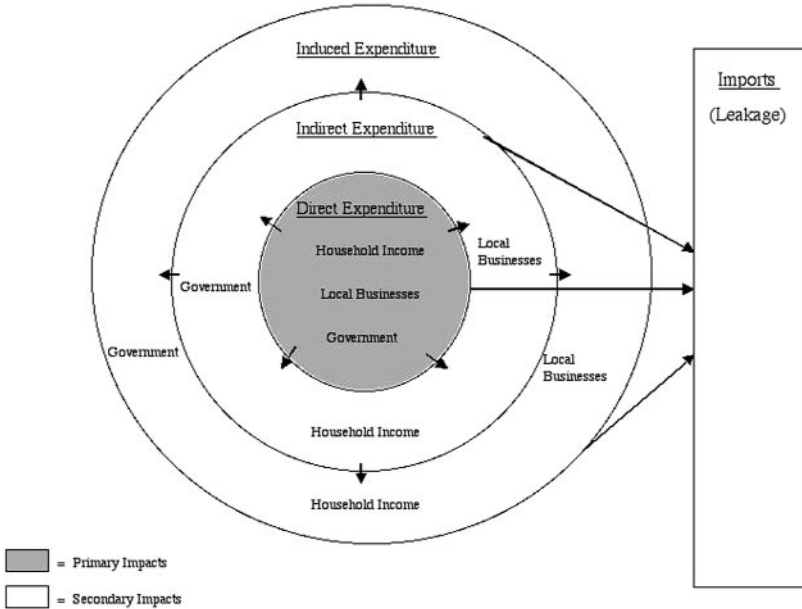 Induced Expenditure
Imports
(Leakage)
Indirect Expenditure
Direct Expenditure
Household Income
Local
Businesses
Government
Local Businesses
Government
Government
Local
Businesses
Household Income
Household Income
= Primary Impacts
= Secondary Impacts